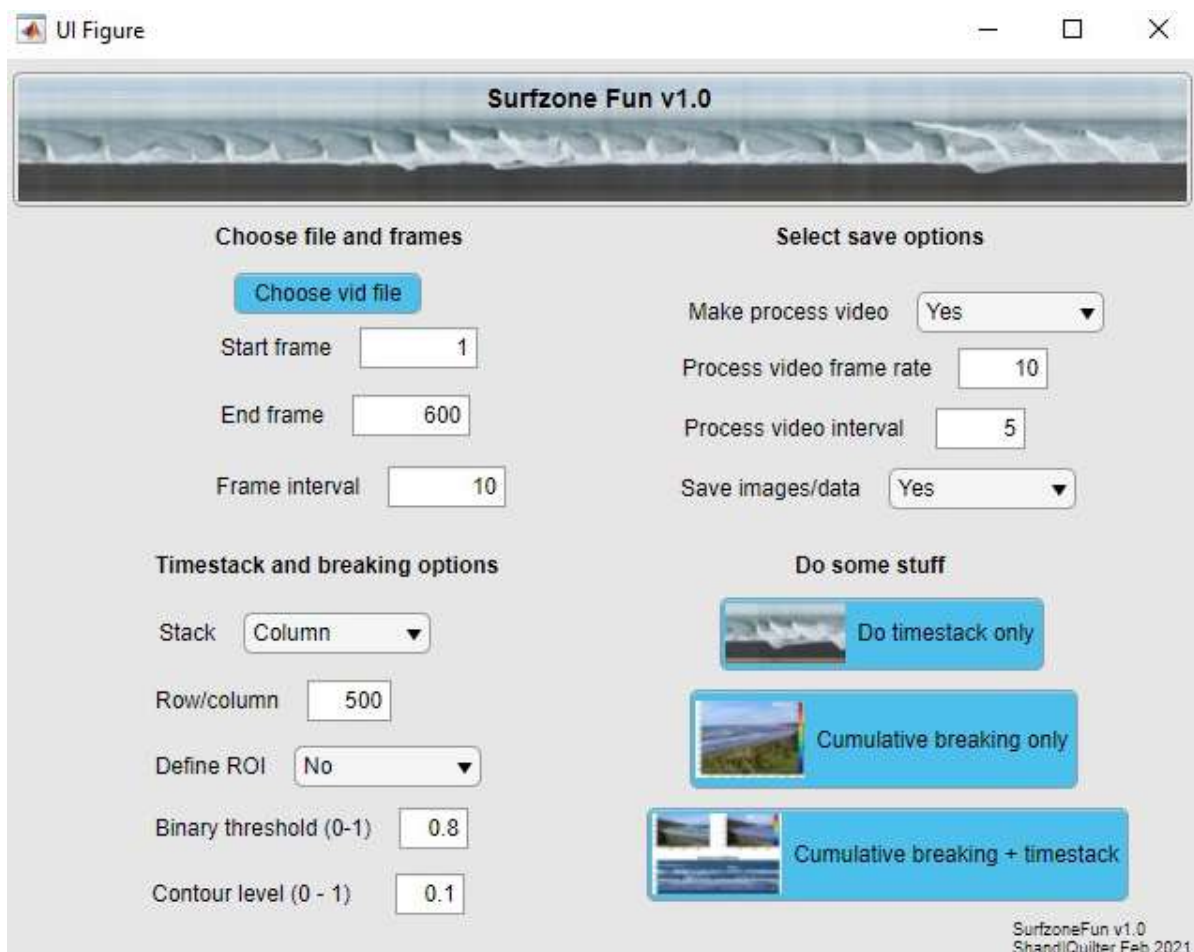 UI Figure
Surfzone Fun v1.0
Choose file and frames
Choose vid file
Start frame 1
End frame 600
Frame interval 10
Select save options
Make process video Yes
Process video frame rate 10
Process video interval 5
Save images/data Yes
Timestack and breaking options
Stack Column
Row/column 500
Define ROI No
Binary threshold (0-1) 0.8
Contour level (0 - 1) 0.1
Do some stuff
Do timestack only
Cumulative breaking only
Cumulative breaking + timestack
SurfzoneFun v1.0
ShandIQuilter Feb 2021